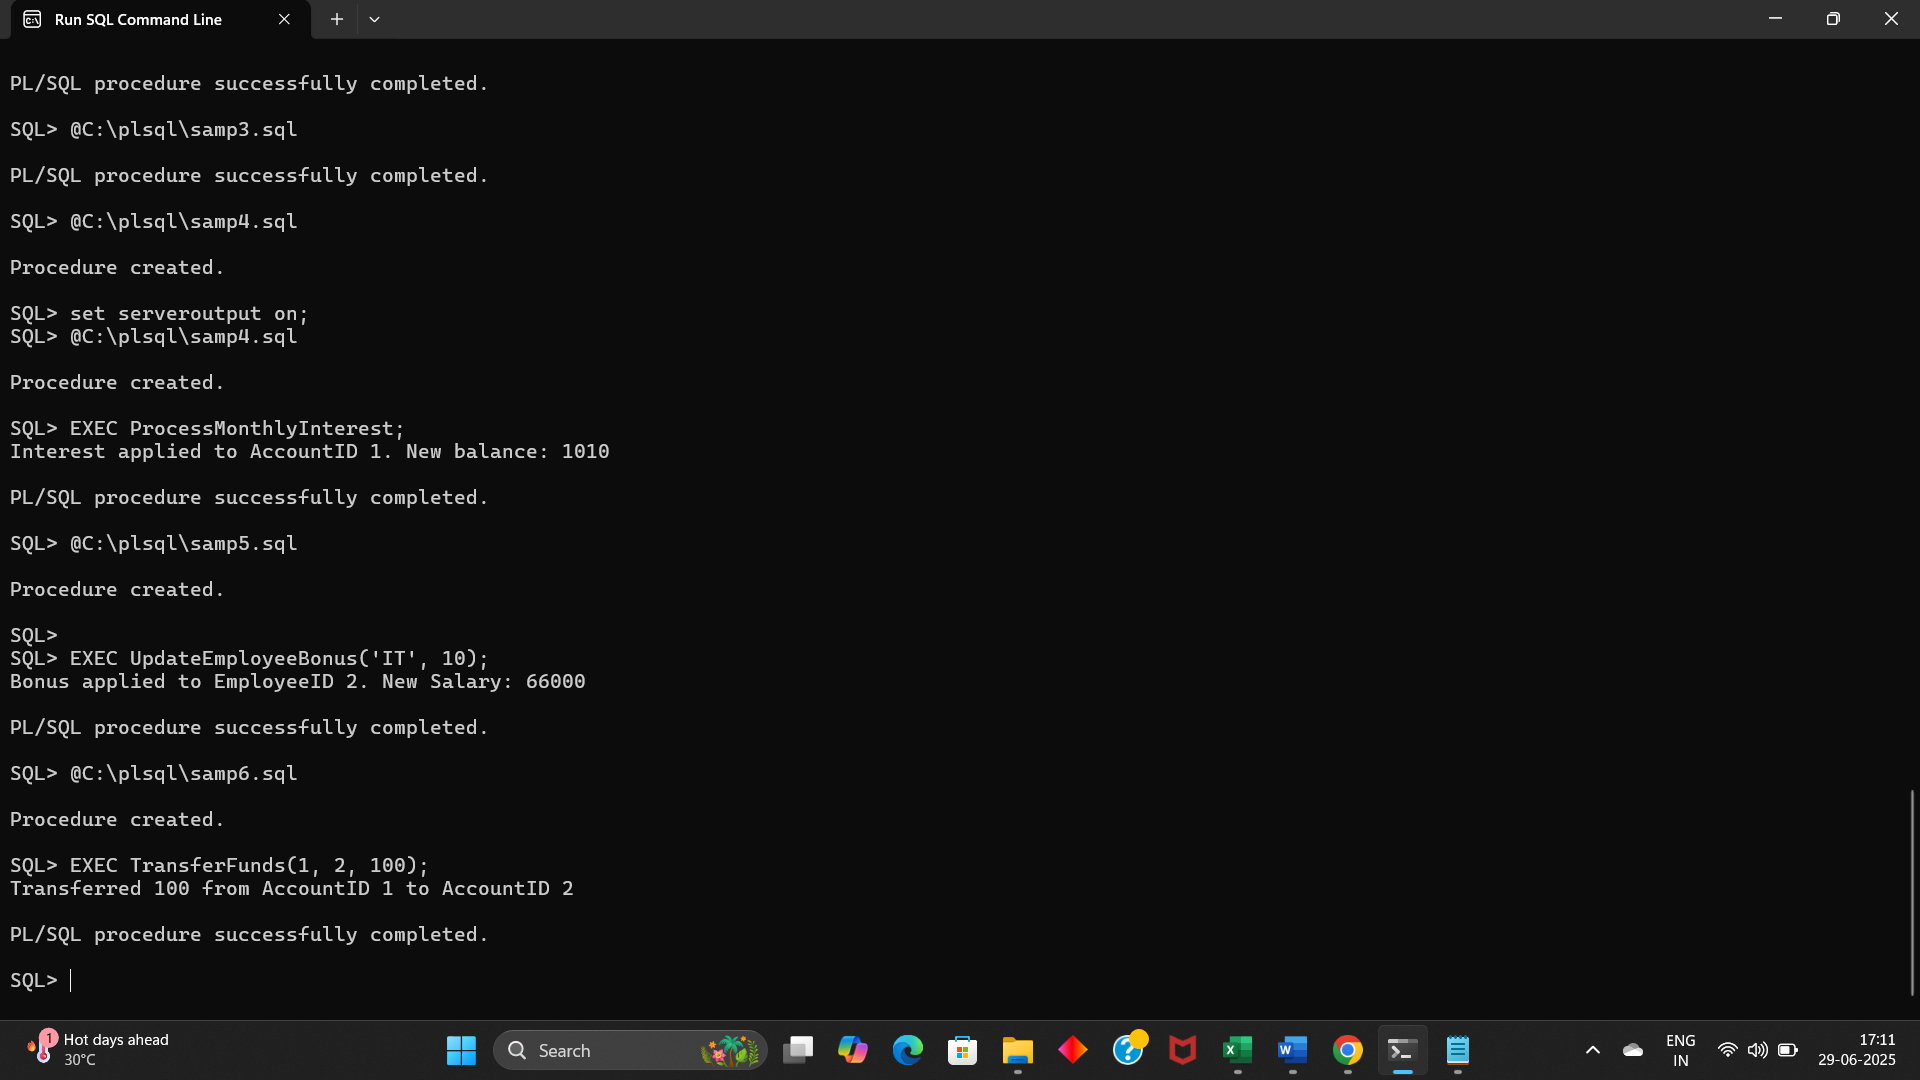 Run SQL Command Line
PL/SQL procedure successfully completed.
SQL> @C:\plsql\samp3.sql
PL/SQL procedure successfully completed.
SQL> @C:\plsql\samp4.sql
Procedure created.
SQL> set serveroutput on;
SQL> @C:\plsql\samp4.sql
Procedure created.
SQL> EXEC ProcessMonthlyInterest;
Interest applied to AccountID 1. New balance: 1010
PL/SQL procedure successfully completed.
SQL> @C:\plsql\samp5.sql
Procedure created.
SQL>
SQL> EXEC UpdateEmployeeBonus('IT', 10);
Bonus applied to EmployeeID 2. New Salary: 66000
PL/SQL procedure successfully completed.
SQL> @C:\plsql\samp6.sql
Procedure created.
SQL> EXEC TransferFunds(1, 2, 100);
Transferred 100 from AccountID 1 to AccountID 2
PL/SQL procedure successfully completed.
SQL>
1
Hot days ahead
30°C
Search
ENG
IN
17:11
29-06-2025